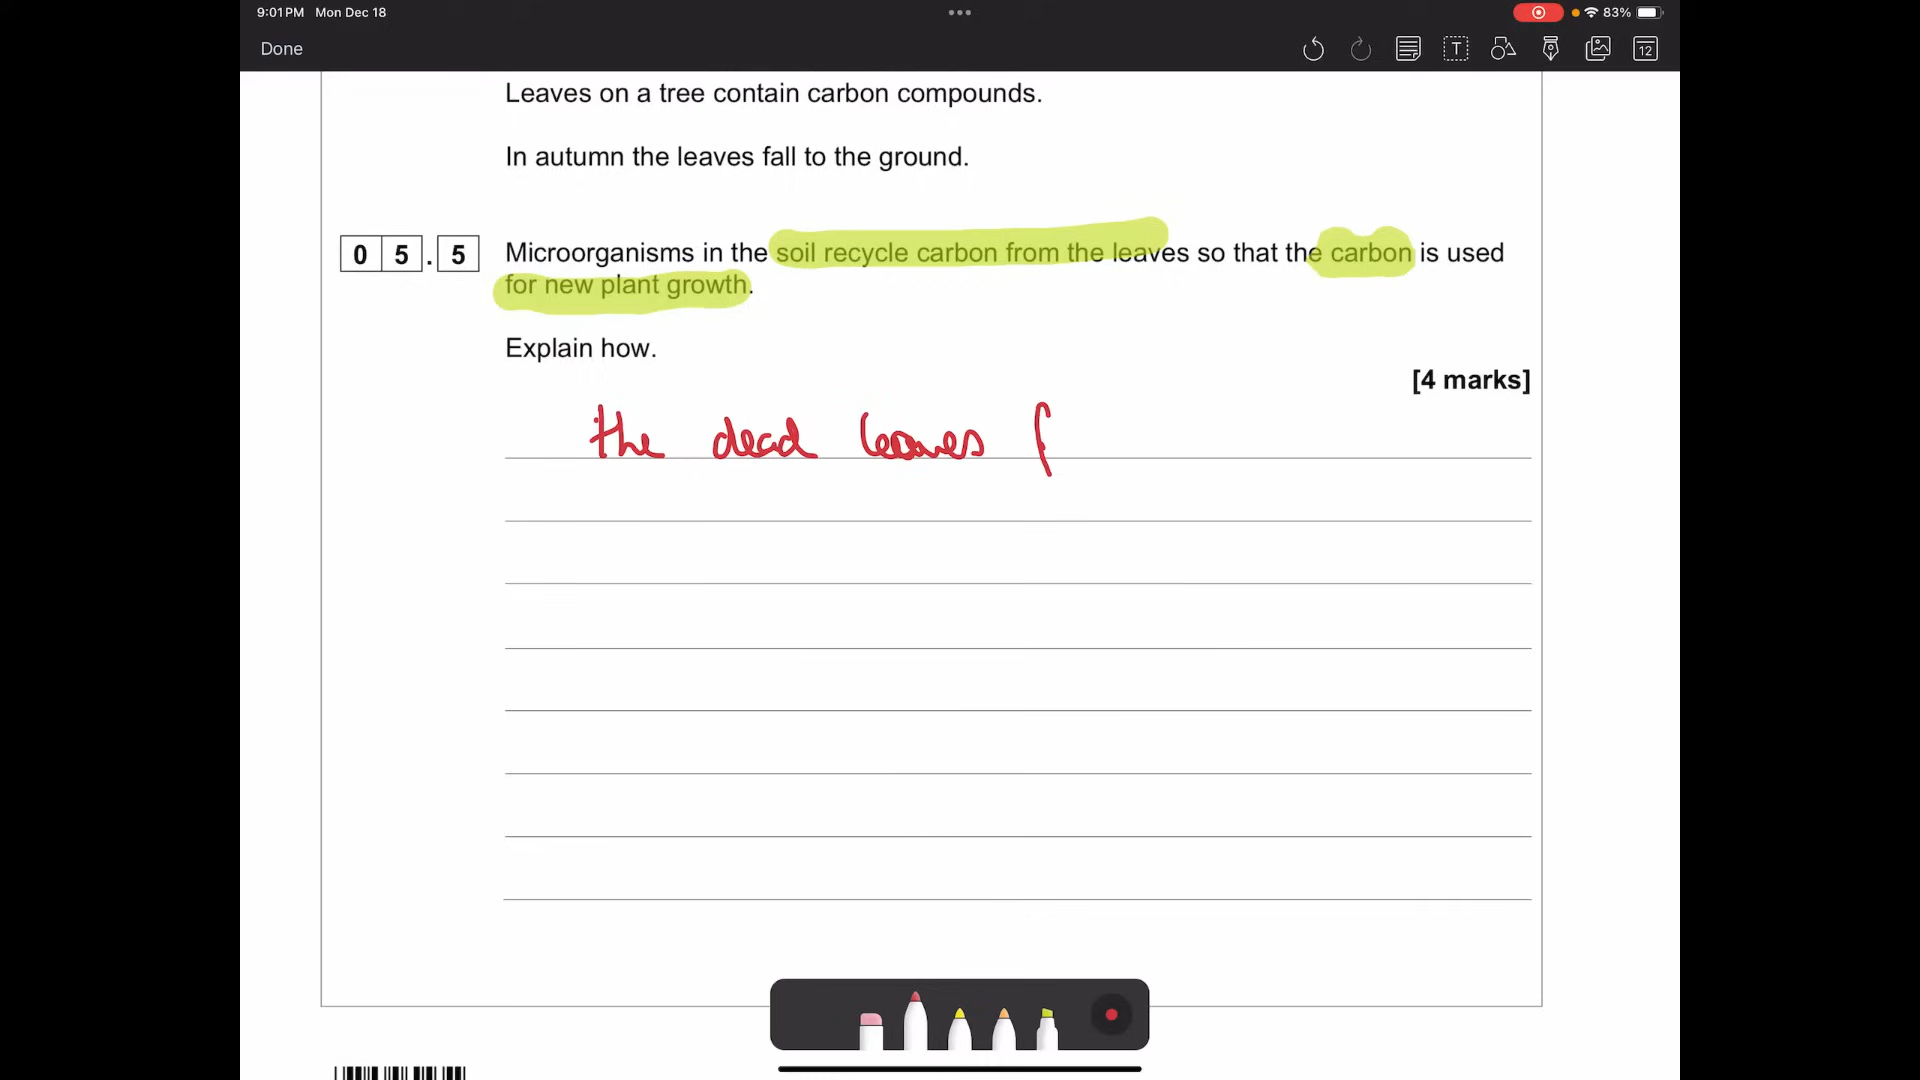 9:01 PM Mon Dec 18
83%
Done
12
Leaves on a tree contain carbon compounds.
In autumn the leaves fall to the ground.
0 5 . 5 Microorganisms in the soil recycle carbon from the leaves so that the carbon is used
for new plant growth.
Explain how.
[4 marks]
the dead leaves f